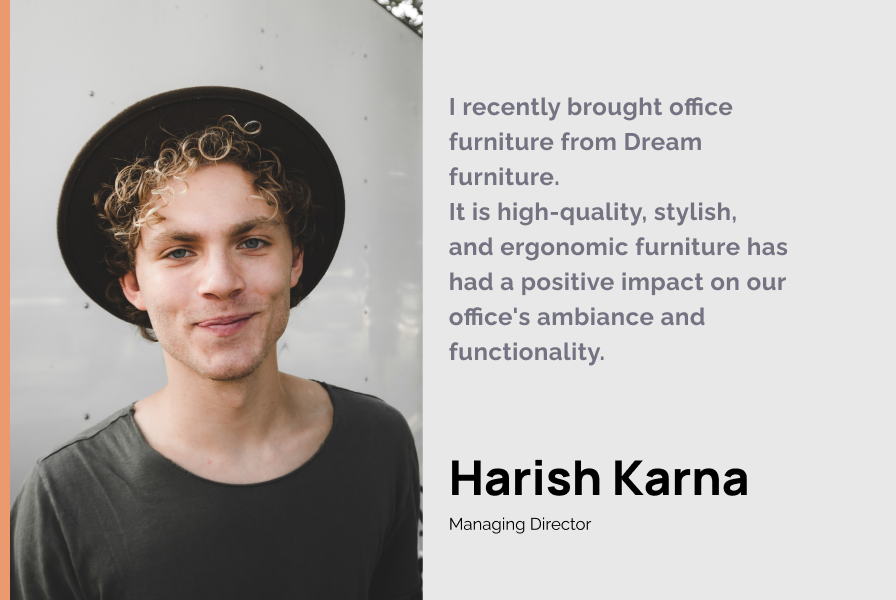 I recently brought office
furniture from Dream
furniture.
It is high-quality, stylish,
and ergonomic furniture has
had a positive impact on our
office's ambiance and
functionality.
Harish Karna
Managing Director